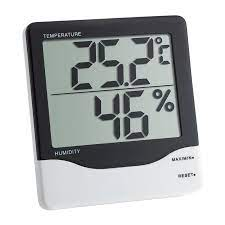 TEMPERATURE
25.2°C
46%
HUMIDITY
MAX/MIN
RESET